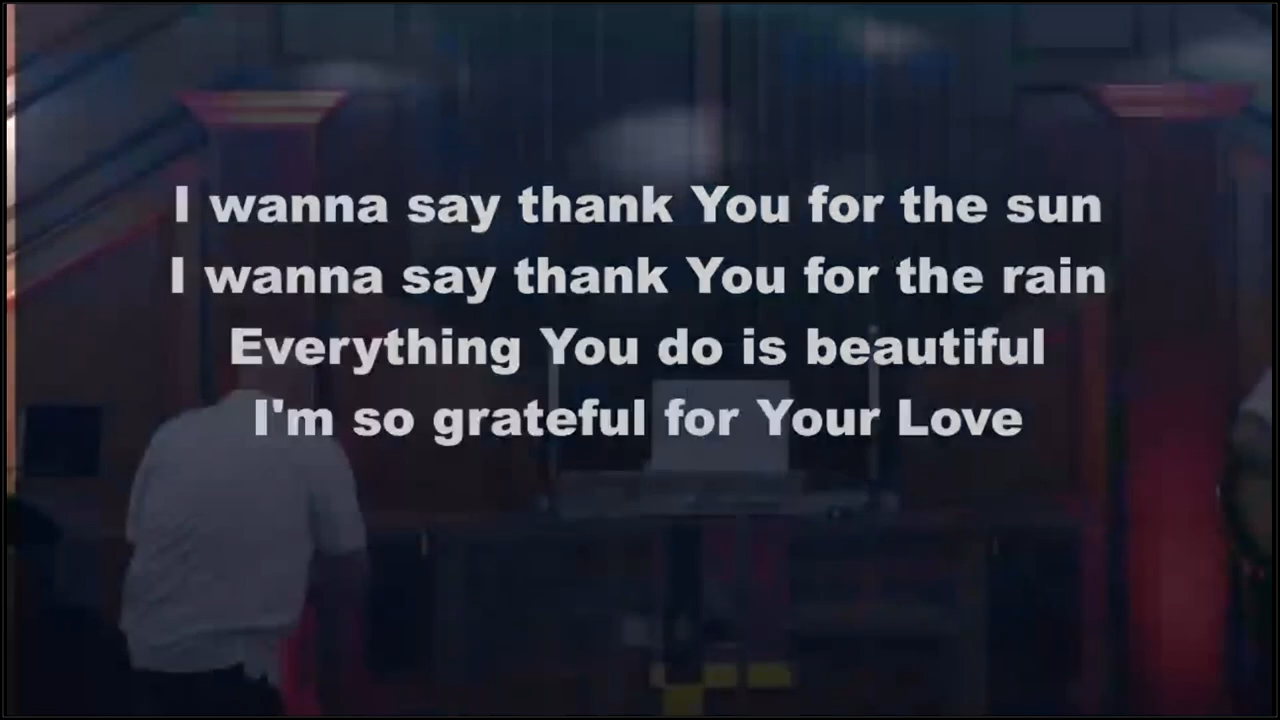 I wanna say thank You for the sun
I wanna say thank You for the rain
Everything You do is beautiful
I'm so grateful for Your Love